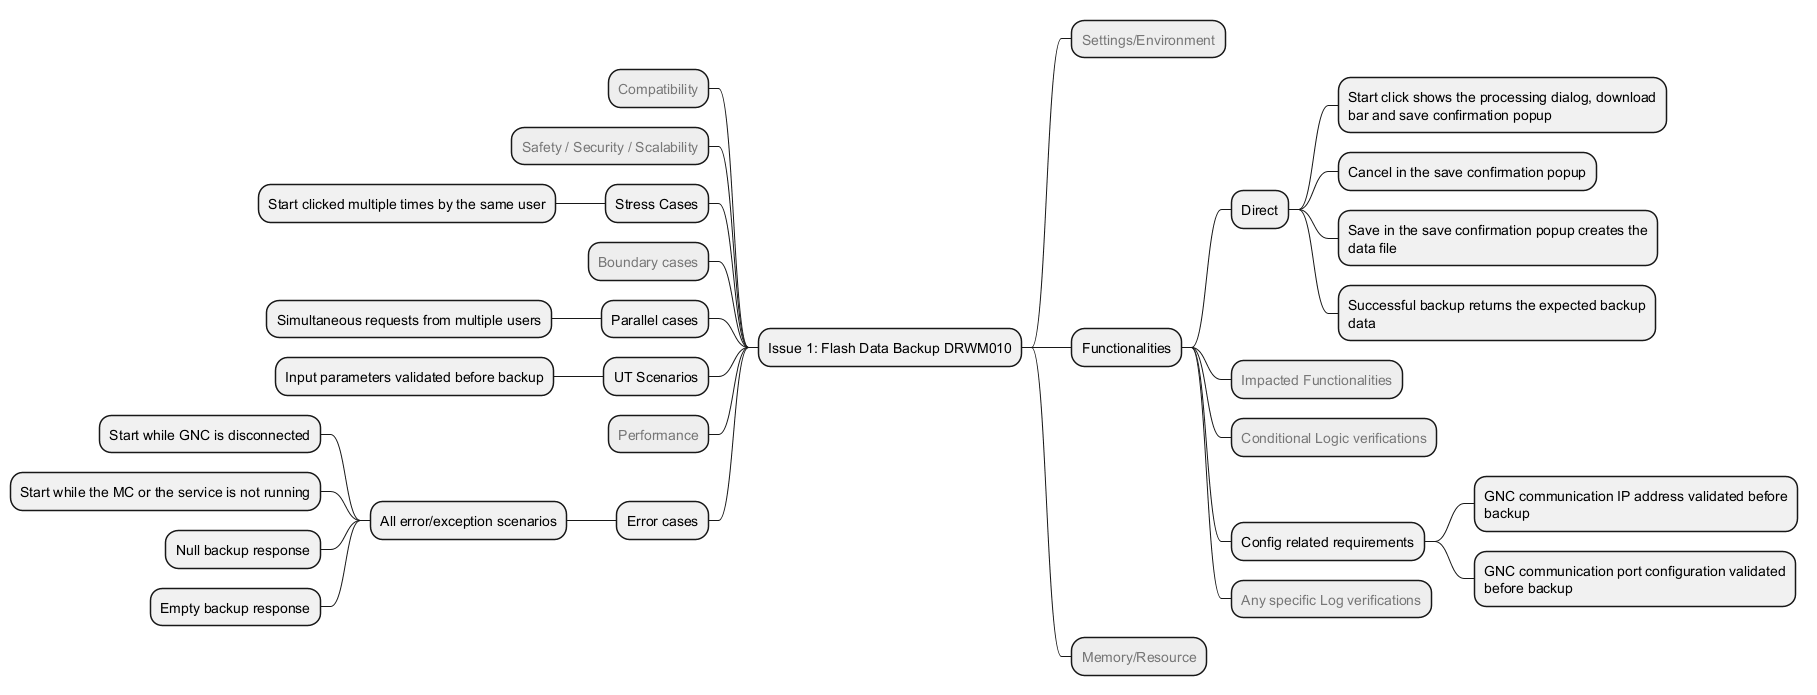 Settings/Environment
Compatibility
Start click shows the processing dialog, download
bar and save confirmation popup
Safety / Security / Scalability
Cancel in the save confirmation popup
Start clicked multiple times by the same user
Stress Cases
Direct
Save in the save confirmation popup creates the
data file
Boundary cases
Successful backup returns the expected backup
data
Simultaneous requests from multiple users
Parallel cases
Issue 1: Flash Data Backup DRWM010
Functionalities
Input parameters validated before backup
UT Scenarios
Impacted Functionalities
Performance
Conditional Logic verifications
Start while GNC is disconnected
Start while the MC or the service is not running
GNC communication IP address validated before
backup
All error/exception scenarios
Error cases
Config related requirements
Null backup response
GNC communication port configuration validated
before backup
Empty backup response
Any specific Log verifications
Memory/Resource